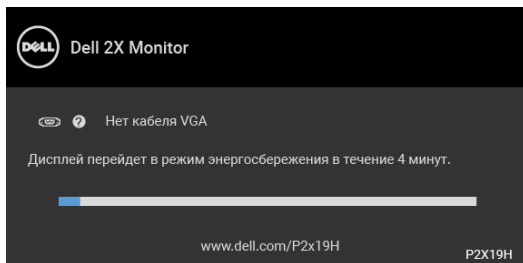 DELL
Dell 2X Monitor
Нет кабеля VGA
Дисплей перейдет в режим энергосбережения в течение 4 минут.
www.dell.com/P2x19H
P2X19H